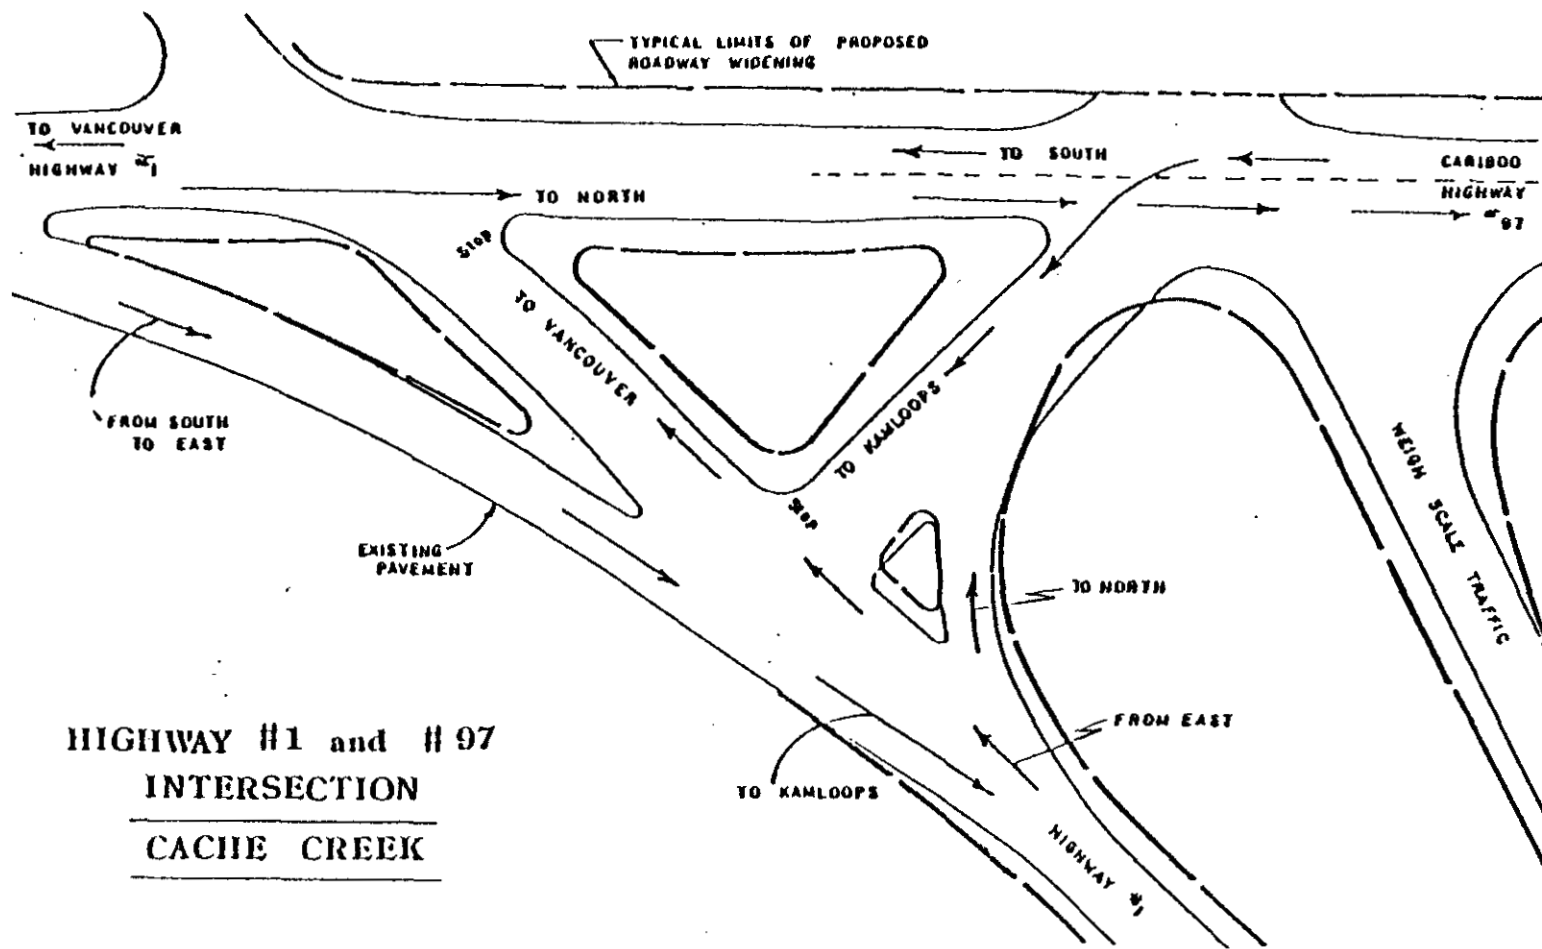 TYPICAL LIMITS OF PROPOSED
ROADWAY WIDENING
TO VANCOUVER
HIGHWAY #1
TO SOUTH
CARIBOO
HIGHWAY
#97
TO NORTH
STOP
TO VANCOUVER
FROM SOUTH
TO EAST
TO KAMLOOPS
STOP
WEIGH SCALE TRAFFIC
EXISTING
PAVEMENT
TO NORTH
FROM EAST
TO KAMLOOPS
HIGHWAY #1
HIGHWAY #1 and #97
INTERSECTION
CACHE CREEK